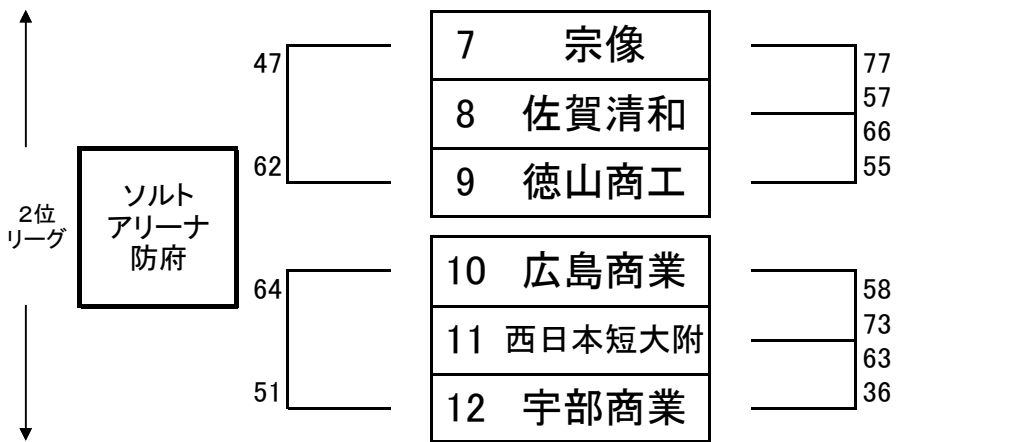 47
7 宗像
77
57
8 佐賀清和
66
62
9 徳山商工
55
2位
リーグ
ソルト
アリーナ
防府
64
10 広島商業
58
73
11 西日本短大附
63
51
12 宇部商業
36